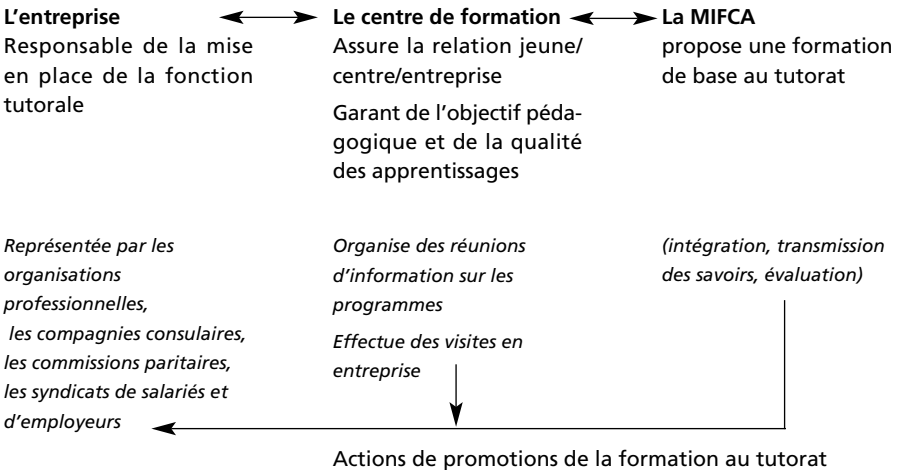 L'entreprise
Responsable de la mise
en place de la fonction
tutorale
Le centre de formation
Assure la relation jeune/
centre/entreprise
Garant de l'objectif péda-
gogique et de la qualité
des apprentissages
La MIFCA
propose une formation
de base au tutorat
Représentée par les
organisations
professionnelles,
les compagnies consulaires,
les commissions paritaires,
les syndicats de salariés et
d'employeurs
Organise des réunions
d'information sur les
programmes
Effectue des visites en
entreprise
(intégration, transmission
des savoirs, évaluation)
Actions de promotions de la formation au tutorat